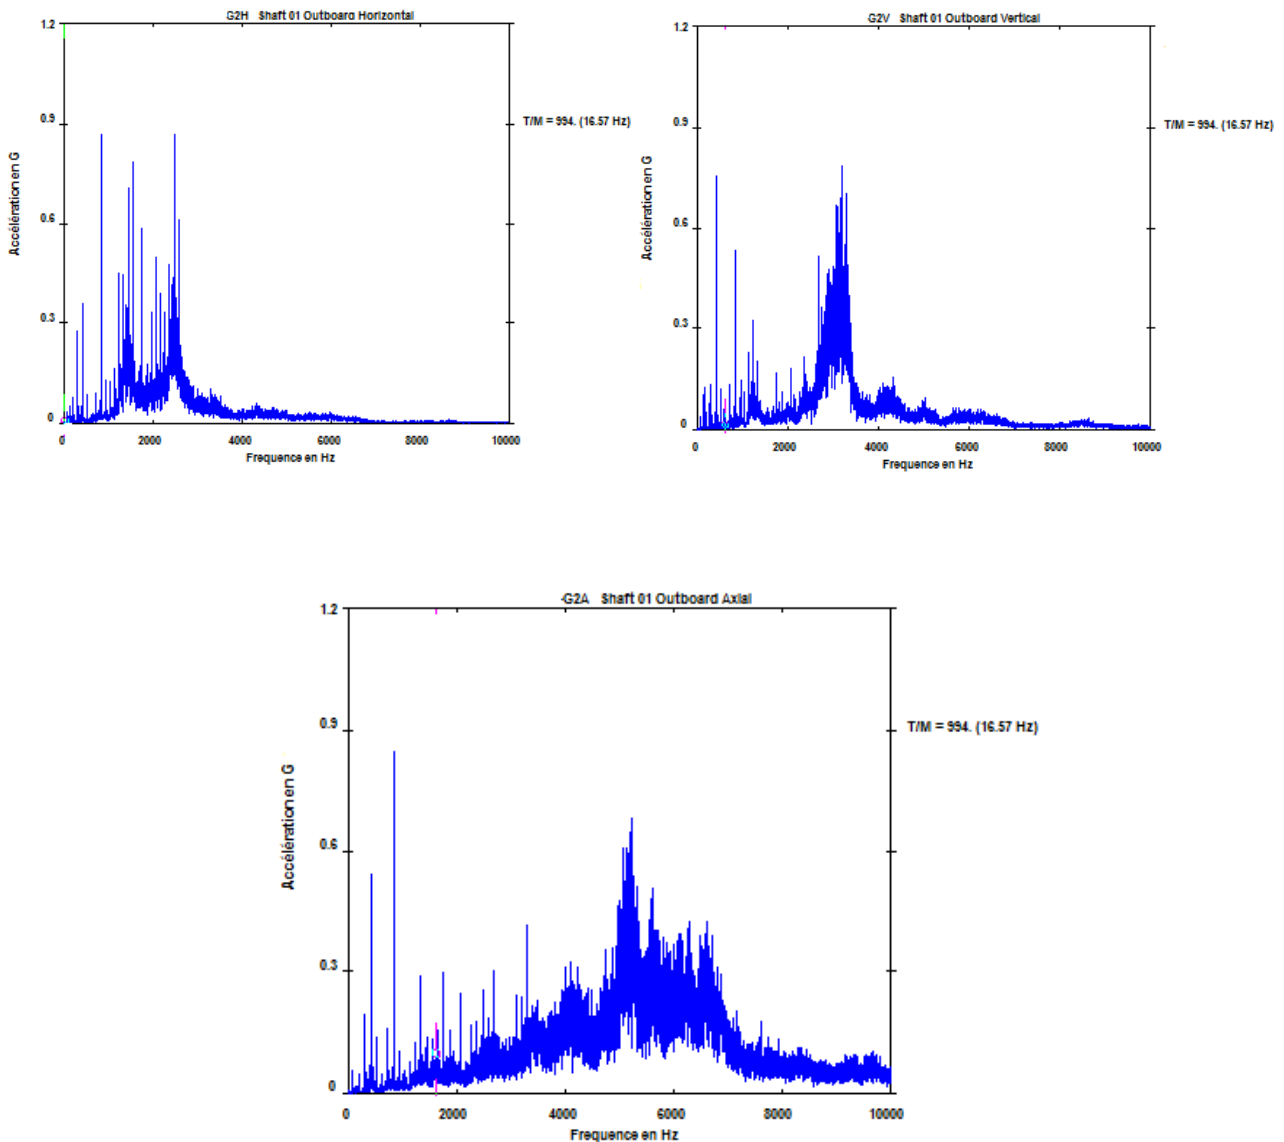 G2H Shaft 01 Outboard Horizontal
1.2
0.9
0.6
0.3
0
Accélération en G
T/M = 994. (16.57 Hz)
0 2000 4000 6000 8000 10000
Frequence en Hz
G2V Shaft 01 Outboard Vertical
1.2
0.9
0.6
0.3
0
Accélération en G
T/M = 994. (16.57 Hz)
0 2000 4000 6000 8000 10000
Frequence en Hz
-G2A Shaft 01 Outboard Axial
1.2
0.9
0.6
0.3
0
Accélération en G
T/M = 994. (16.57 Hz)
0 2000 4000 6000 8000 10000
Frequence en Hz